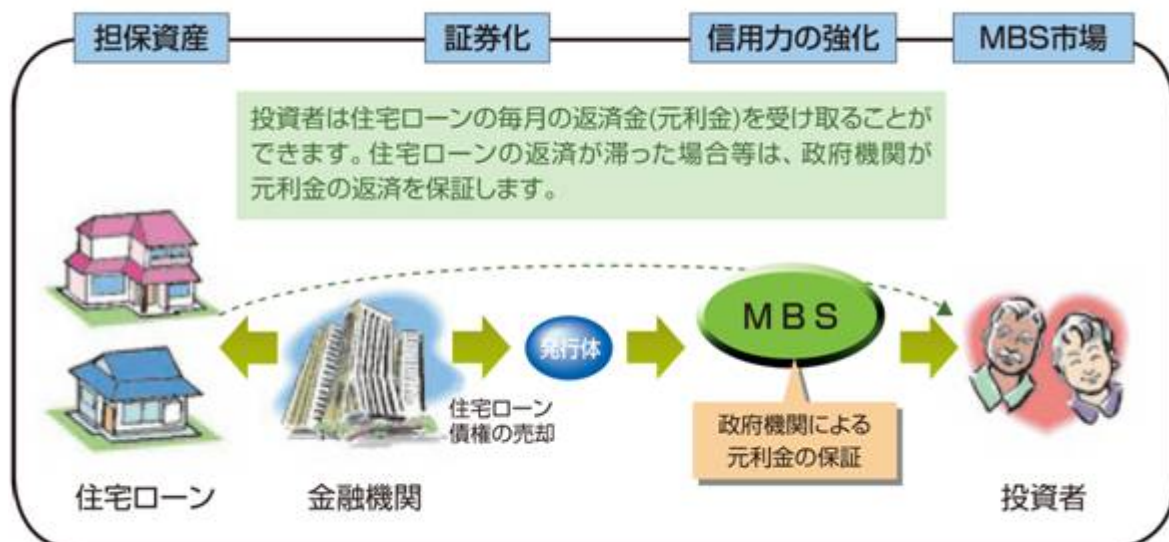 担保資産
証券化
信用力の強化
MBS市場
投資者は住宅ローンの毎月の返済金(元利金)を受け取ることが
できます。住宅ローンの返済が滞った場合等は、政府機関が
元利金の返済を保証します。
MBS
発行体
住宅ローン
債権の売却
政府機関による
元利金の保証
住宅ローン
金融機関
投資者